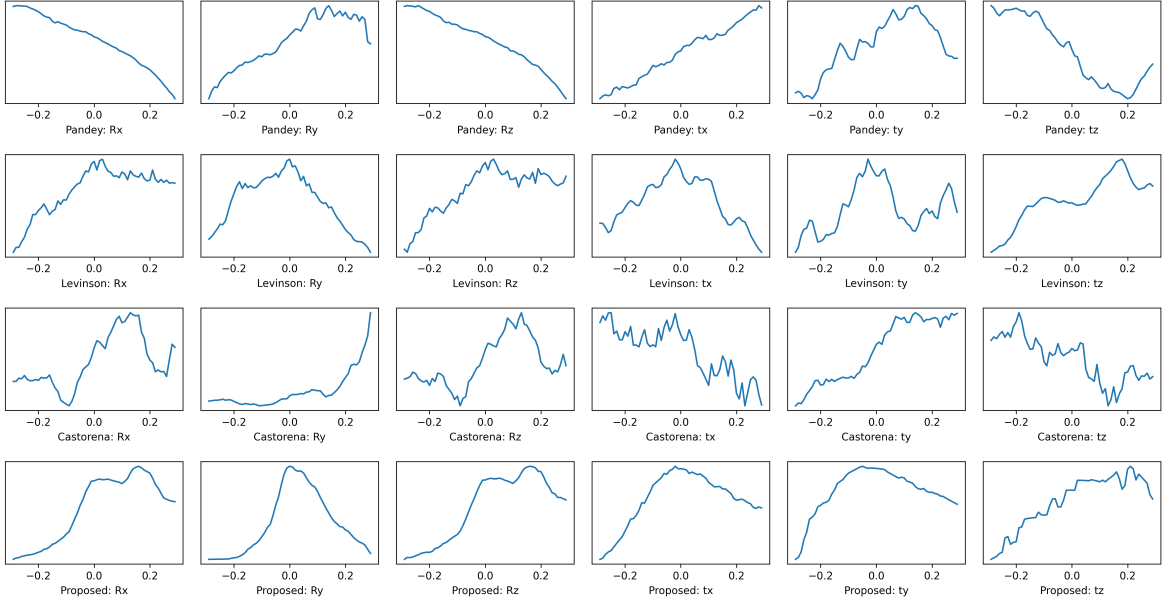 −0.2 0.0 0.2 −0.2 0.0 0.2 −0.2 0.0 0.2 −0.2 0.0 0.2 −0.2 0.0 0.2 −0.2 0.0 0.2
Pandey: Rx Pandey: Ry Pandey: Rz Pandey: tx Pandey: ty Pandey: tz
−0.2 0.0 0.2 −0.2 0.0 0.2 −0.2 0.0 0.2 −0.2 0.0 0.2 −0.2 0.0 0.2 −0.2 0.0 0.2
Levinson: Rx Levinson: Ry Levinson: Rz Levinson: tx Levinson: ty Levinson: tz
−0.2 0.0 0.2 −0.2 0.0 0.2 −0.2 0.0 0.2 −0.2 0.0 0.2 −0.2 0.0 0.2 −0.2 0.0 0.2
Castorena: Rx Castorena: Ry Castorena: Rz Castorena: tx Castorena: ty Castorena: tz
−0.2 0.0 0.2 −0.2 0.0 0.2 −0.2 0.0 0.2 −0.2 0.0 0.2 −0.2 0.0 0.2 −0.2 0.0 0.2
Proposed: Rx Proposed: Ry Proposed: Rz Proposed: tx Proposed: ty Proposed: tz